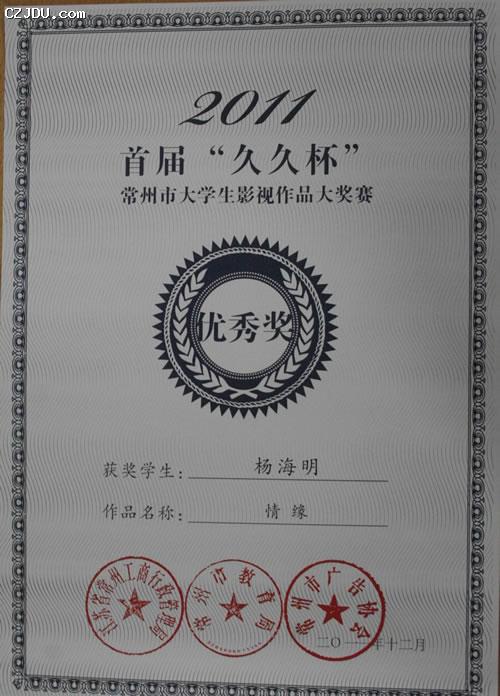 CZJDU.COM
2011
首届“久久杯”
常州市大学生影视作品大奖赛
优秀奖
获奖学生：杨海明
作品名称：情缘
江苏省常州工商行政管理局
常州市教育局
常州市广告协会
二〇一一年十二月